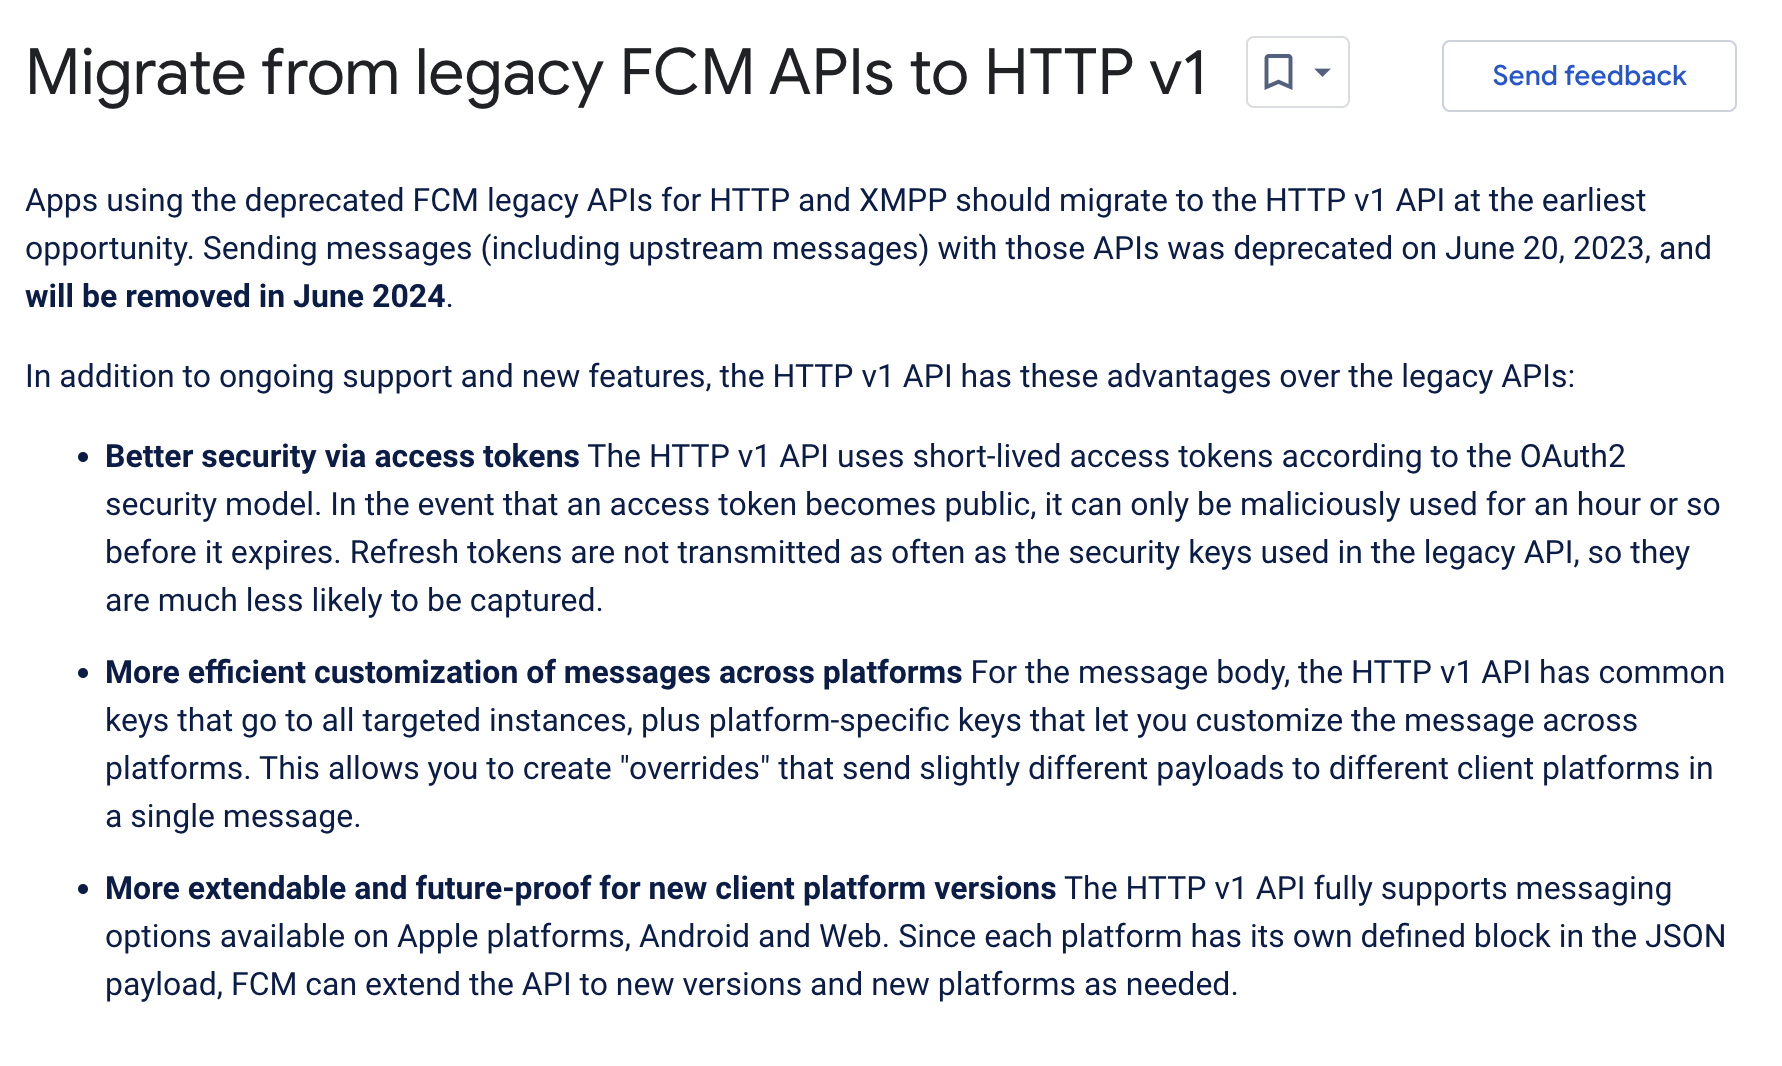 Migrate from legacy FCM APIs to HTTP v1
Send feedback
Apps using the deprecated FCM legacy APIs for HTTP and XMPP should migrate to the HTTP v1 API at the earliest
opportunity. Sending messages (including upstream messages) with those APIs was deprecated on June 20, 2023, and
will be removed in June 2024.
In addition to ongoing support and new features, the HTTP v1 API has these advantages over the legacy APIs:
• Better security via access tokens The HTTP v1 API uses short-lived access tokens according to the OAuth2
security model. In the event that an access token becomes public, it can only be maliciously used for an hour or so
before it expires. Refresh tokens are not transmitted as often as the security keys used in the legacy API, so they
are much less likely to be captured.
• More efficient customization of messages across platforms For the message body, the HTTP v1 API has common
keys that go to all targeted instances, plus platform-specific keys that let you customize the message across
platforms. This allows you to create "overrides" that send slightly different payloads to different client platforms in
a single message.
• More extendable and future-proof for new client platform versions The HTTP v1 API fully supports messaging
options available on Apple platforms, Android and Web. Since each platform has its own defined block in the JSON
payload, FCM can extend the API to new versions and new platforms as needed.